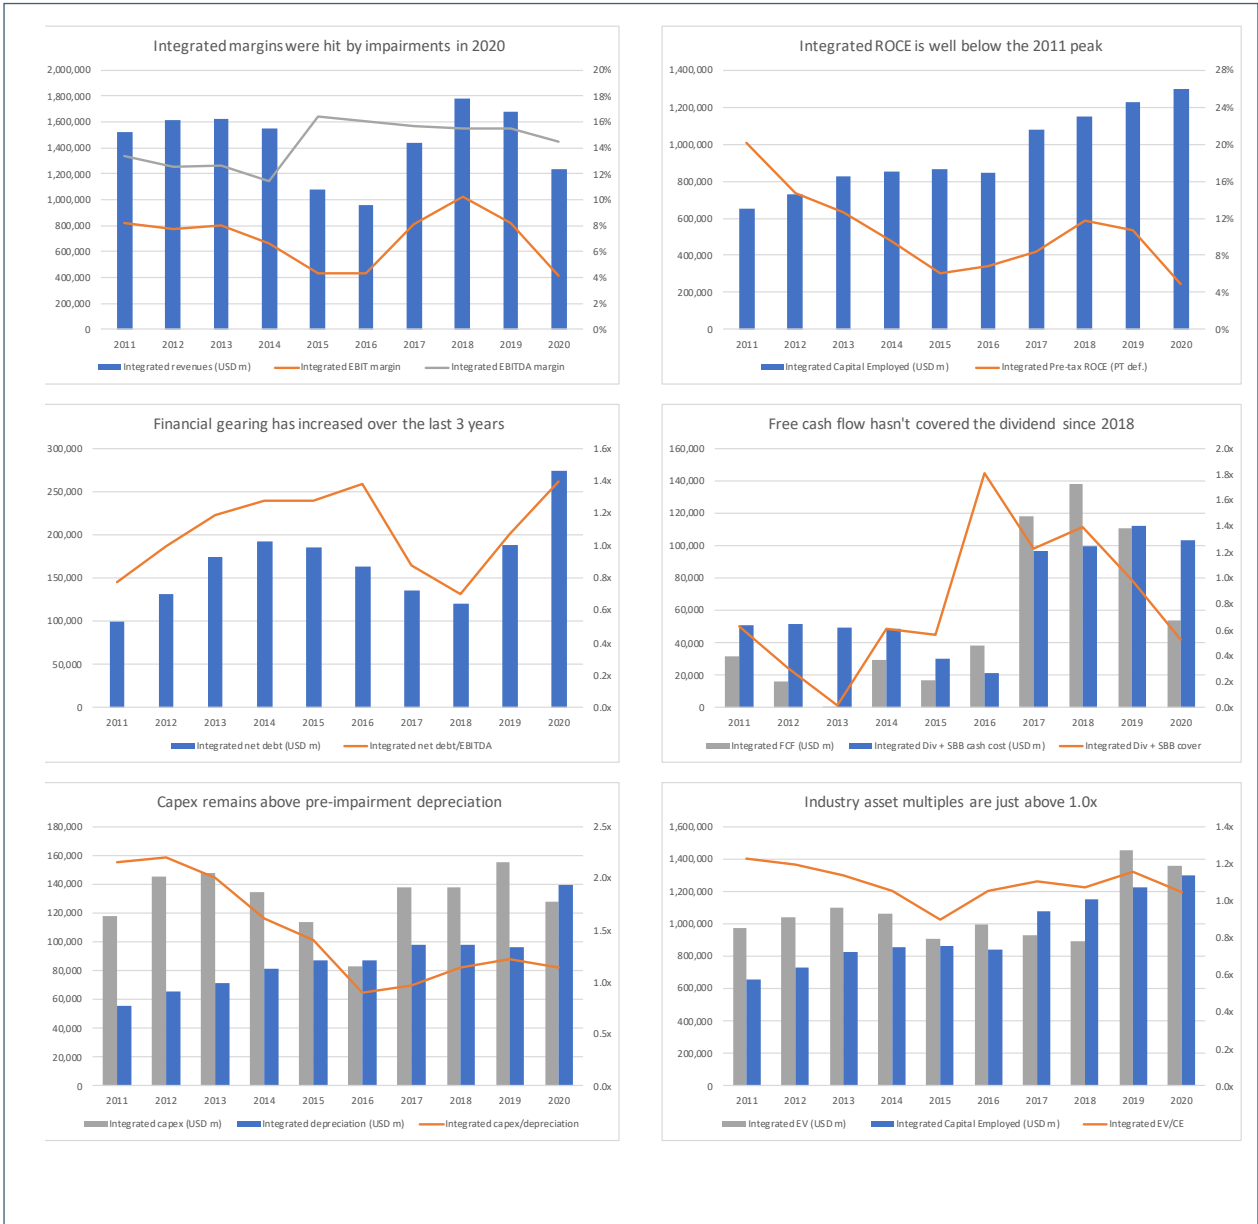 Integrated margins were hit by impairments in 2020
2,000,000
1,800,000
1,600,000
1,400,000
1,200,000
1,000,000
800,000
600,000
400,000
200,000
0
20%
18%
16%
14%
12%
10%
8%
6%
4%
2%
0%
2011 2012 2013 2014 2015 2016 2017 2018 2019 2020
Integrated revenues (USD m) Integrated EBIT margin Integrated EBITDA margin
Integrated ROCE is well below the 2011 peak
1,400,000
1,200,000
1,000,000
800,000
600,000
400,000
200,000
0
28%
24%
20%
16%
12%
8%
4%
0%
2011 2012 2013 2014 2015 2016 2017 2018 2019 2020
Integrated Capital Employed (USD m) Integrated Pre-tax ROCE (PT def.)
Financial gearing has increased over the last 3 years
300,000
250,000
200,000
150,000
100,000
50,000
0
1.6x
1.4x
1.2x
1.0x
0.8x
0.6x
0.4x
0.2x
0.0x
2011 2012 2013 2014 2015 2016 2017 2018 2019 2020
Integrated net debt (USD m) Integrated net debt/EBITDA
Free cash flow hasn't covered the dividend since 2018
160,000
140,000
120,000
100,000
80,000
60,000
40,000
20,000
0
2.0x
1.8x
1.6x
1.4x
1.2x
1.0x
0.8x
0.6x
0.4x
0.2x
0.0x
2011 2012 2013 2014 2015 2016 2017 2018 2019 2020
Integrated FCF (USD m) Integrated Div + SBB cash cost (USD m) Integrated Div + SBB cover
Capex remains above pre-impairment depreciation
180,000
160,000
140,000
120,000
100,000
80,000
60,000
40,000
20,000
0
2.5x
2.0x
1.5x
1.0x
0.5x
0.0x
2011 2012 2013 2014 2015 2016 2017 2018 2019 2020
Integrated capex (USD m) Integrated depreciation (USD m) Integrated capex/depreciation
Industry asset multiples are just above 1.0x
1,600,000
1,400,000
1,200,000
1,000,000
800,000
600,000
400,000
200,000
0
1.4x
1.2x
1.0x
0.8x
0.6x
0.4x
0.2x
0.0x
2011 2012 2013 2014 2015 2016 2017 2018 2019 2020
Integrated EV (USD m) Integrated Capital Employed (USD m) Integrated EV/CE